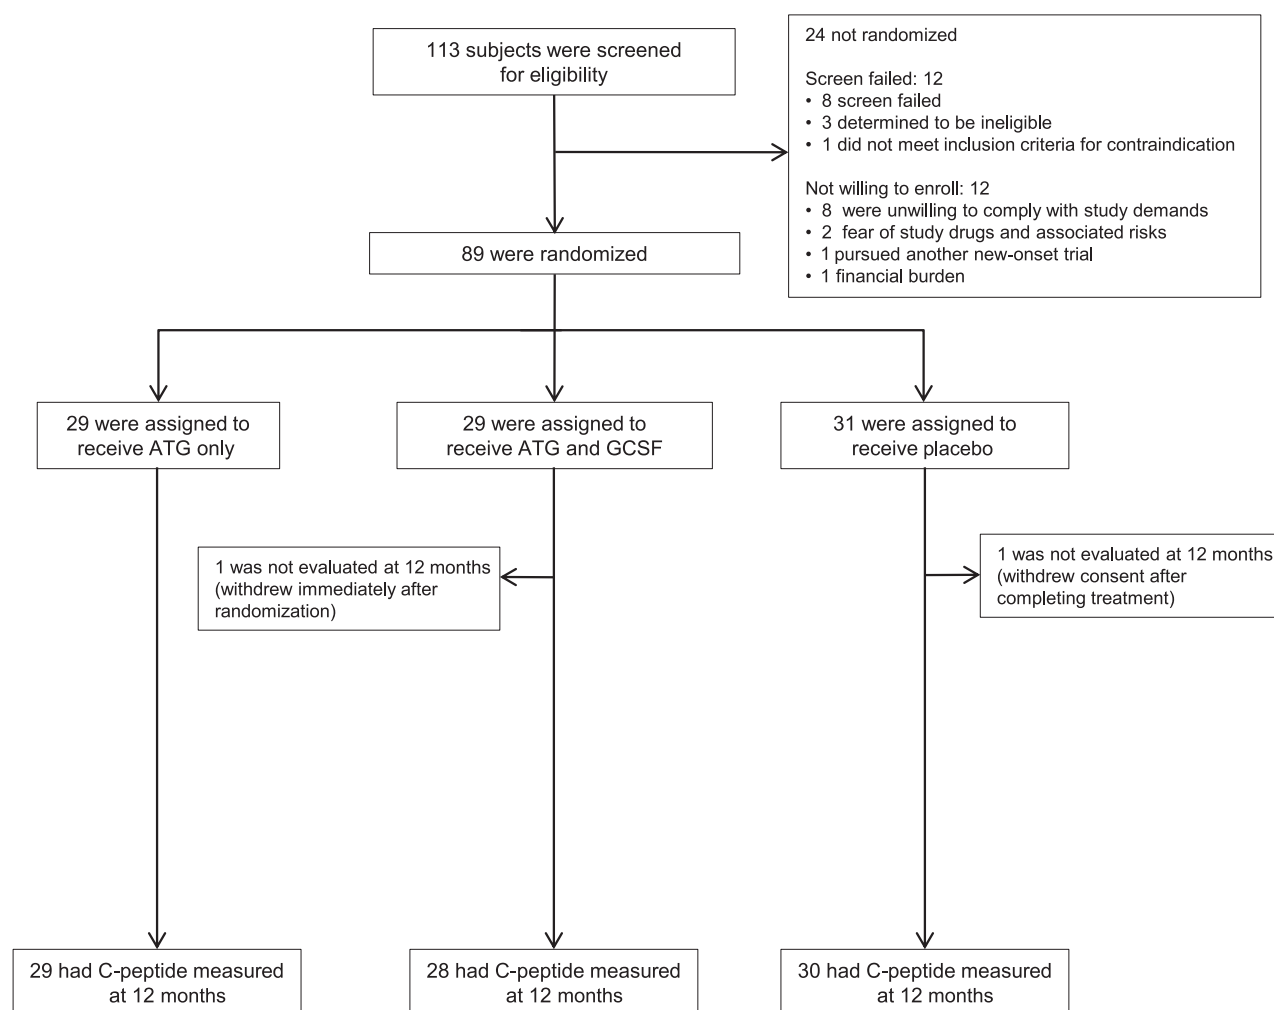 113 subjects were screened
for eligibility
24 not randomized
Screen failed: 12
• 8 screen failed
• 3 determined to be ineligible
• 1 did not meet inclusion criteria for contraindication
Not willing to enroll: 12
• 8 were unwilling to comply with study demands
• 2 fear of study drugs and associated risks
• 1 pursued another new-onset trial
• 1 financial burden
89 were randomized
29 were assigned to
receive ATG only
29 were assigned to
receive ATG and GCSF
31 were assigned to
receive placebo
1 was not evaluated at 12 months
(withdrew immediately after
randomization)
1 was not evaluated at 12 months
(withdrew consent after
completing treatment)
29 had C-peptide measured
at 12 months
28 had C-peptide measured
at 12 months
30 had C-peptide measured
at 12 months